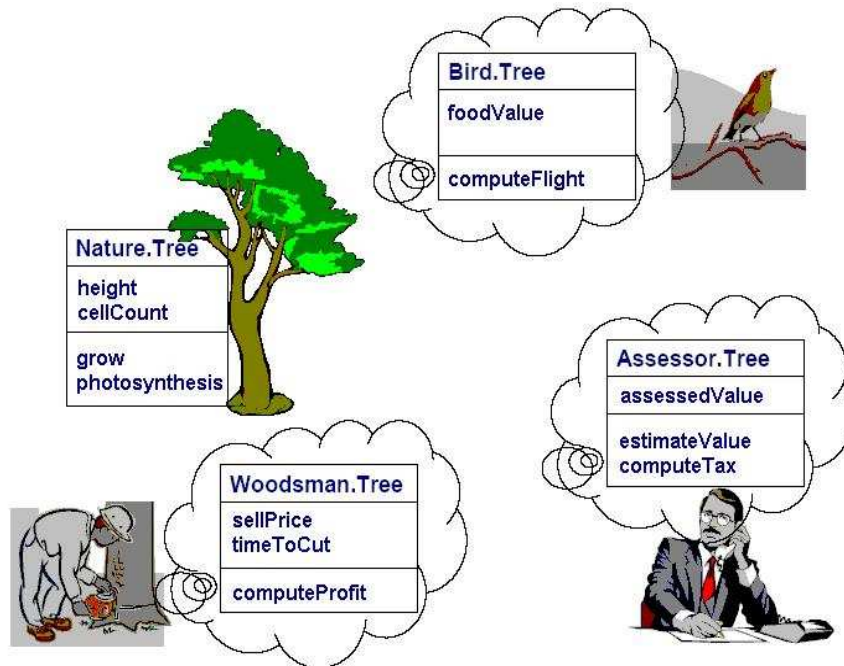 Bird.Tree
foodValue
computeFlight
Nature.Tree
height
cellCount
grow
photosynthesis
Assessor.Tree
assessedValue
estimateValue
computeTax
Woodsman.Tree
sellPrice
timeToCut
computeProfit